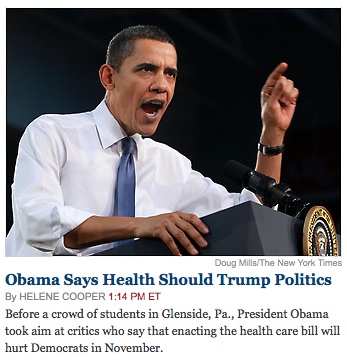 Doug Mills/The New York Times
Obama Says Health Should Trump Politics
By HELENE COOPER 1:14 PM ET
Before a crowd of students in Glenside, Pa., President Obama
took aim at critics who say that enacting the health care bill will
hurt Democrats in November.